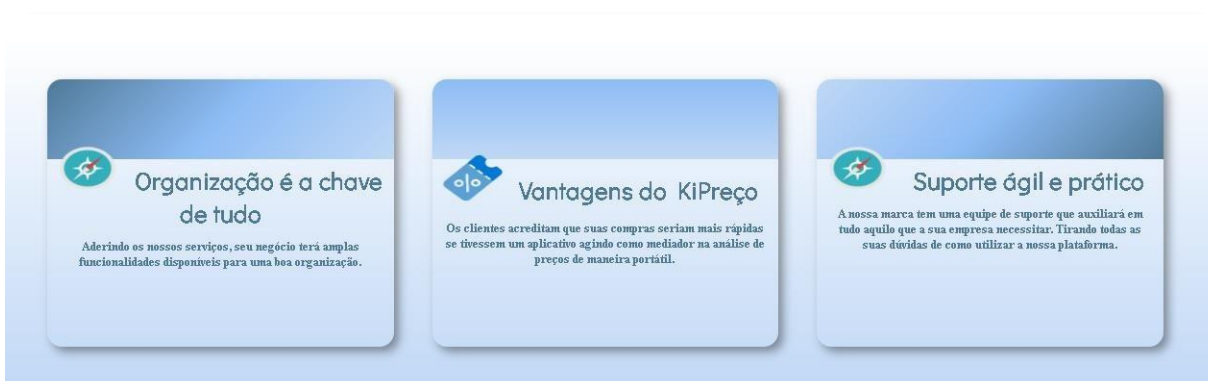 Organização é a chave
de tudo
Aderindo os nossos serviços, seu negócio terá amplas
funcionalidades disponíveis para uma boa organização.
Vantagens do KiPreço
Os clientes acreditam que suas compras seriam mais rápidas
se tivessem um aplicativo agindo como mediador na análise de
preços de maneira portátil.
Suporte ágil e prático
A nossa marca tem uma equipe de suporte que auxiliará em
tudo aquilo que a sua empresa necessitar. Tirando todas as
suas dúvidas de como utilizar a nossa plataforma.